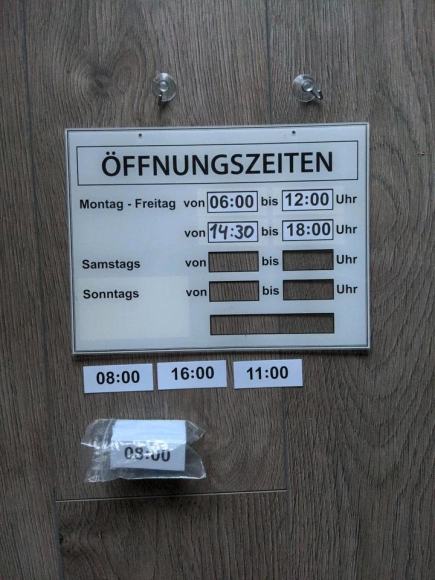 ÖFFNUNGSZEITEN
Montag - Freitag von 06:00 bis 12:00 Uhr
von 14:30 bis 18:00 Uhr
Samstags von bis Uhr
Sonntags von bis Uhr
08:00 16:00 11:00
08:00